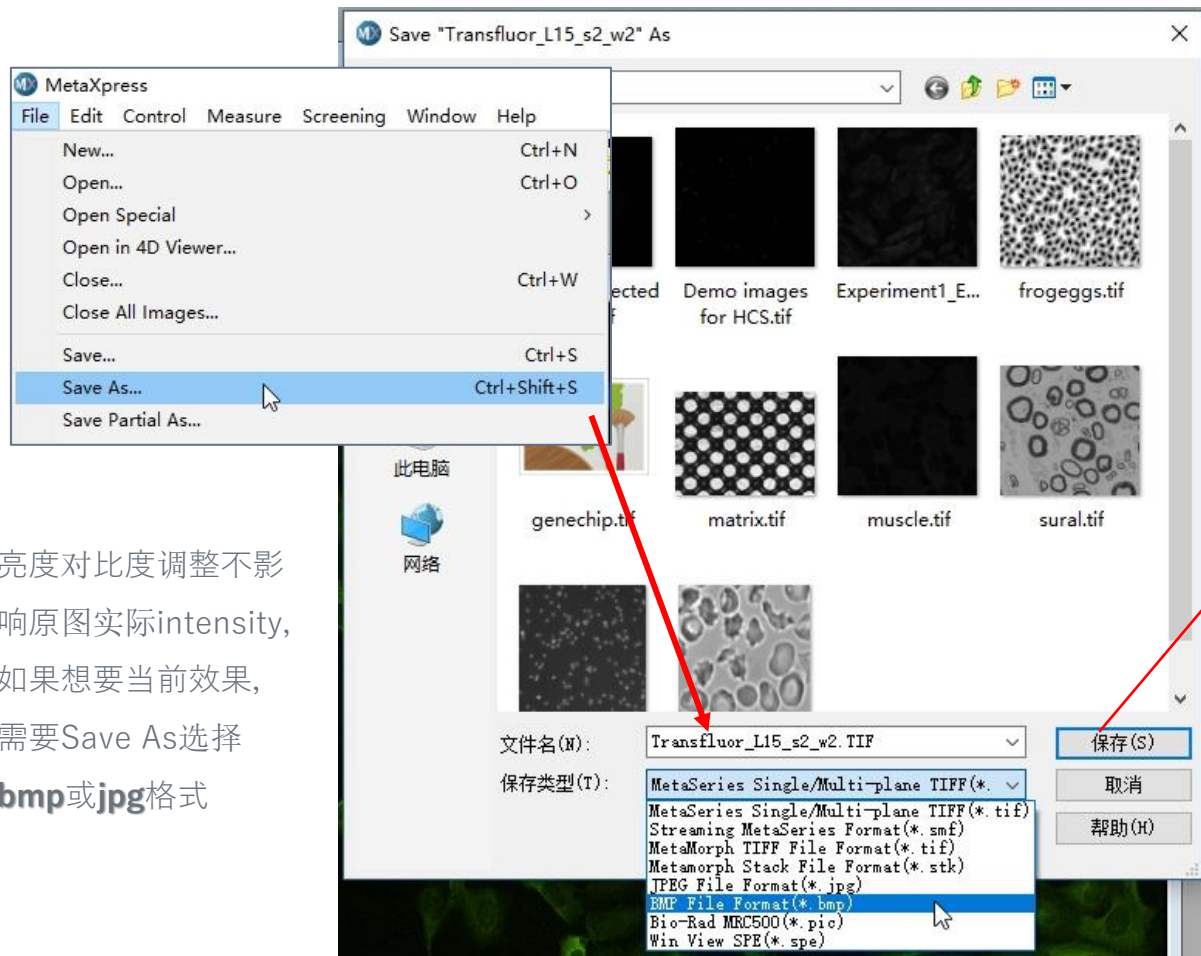 Save "Transfluor_L15_s2_w2" As
MetaXpress
File Edit Control Measure Screening Window Help
New... Ctrl+N
Open... Ctrl+O
Open Special
Open in 4D Viewer...
Close... Ctrl+W
Close All Images...
Save... Ctrl+S
Save As... Ctrl+Shift+S
Save Partial As...
Demo images
for HCS.tif
Experiment1_E...
frogeggs.tif
genechip.tif
matrix.tif
muscle.tif
sural.tif
此电脑
网络
亮度对比度调整不影
响原图实际intensity,
如果想要当前效果,
需要Save As选择
bmp或jpg格式
文件名(N): Transfluor_L15_s2_w2.TIF 保存(S)
保存类型(T): MetaSeries Single/Multi-plane TIFF(*. 取消
帮助(H)
MetaSeries Single/Multi-plane TIFF(*.tif)
Streaming MetaSeries Format(*.smf)
MetaMorph TIFF File Format(*.tif)
Metamorph Stack File Format(*.stk)
JPEG File Format(*.jpg)
BMP File Format(*.bmp)
Bio-Rad MRC500(*.pic)
Win View SPE(*.spe)